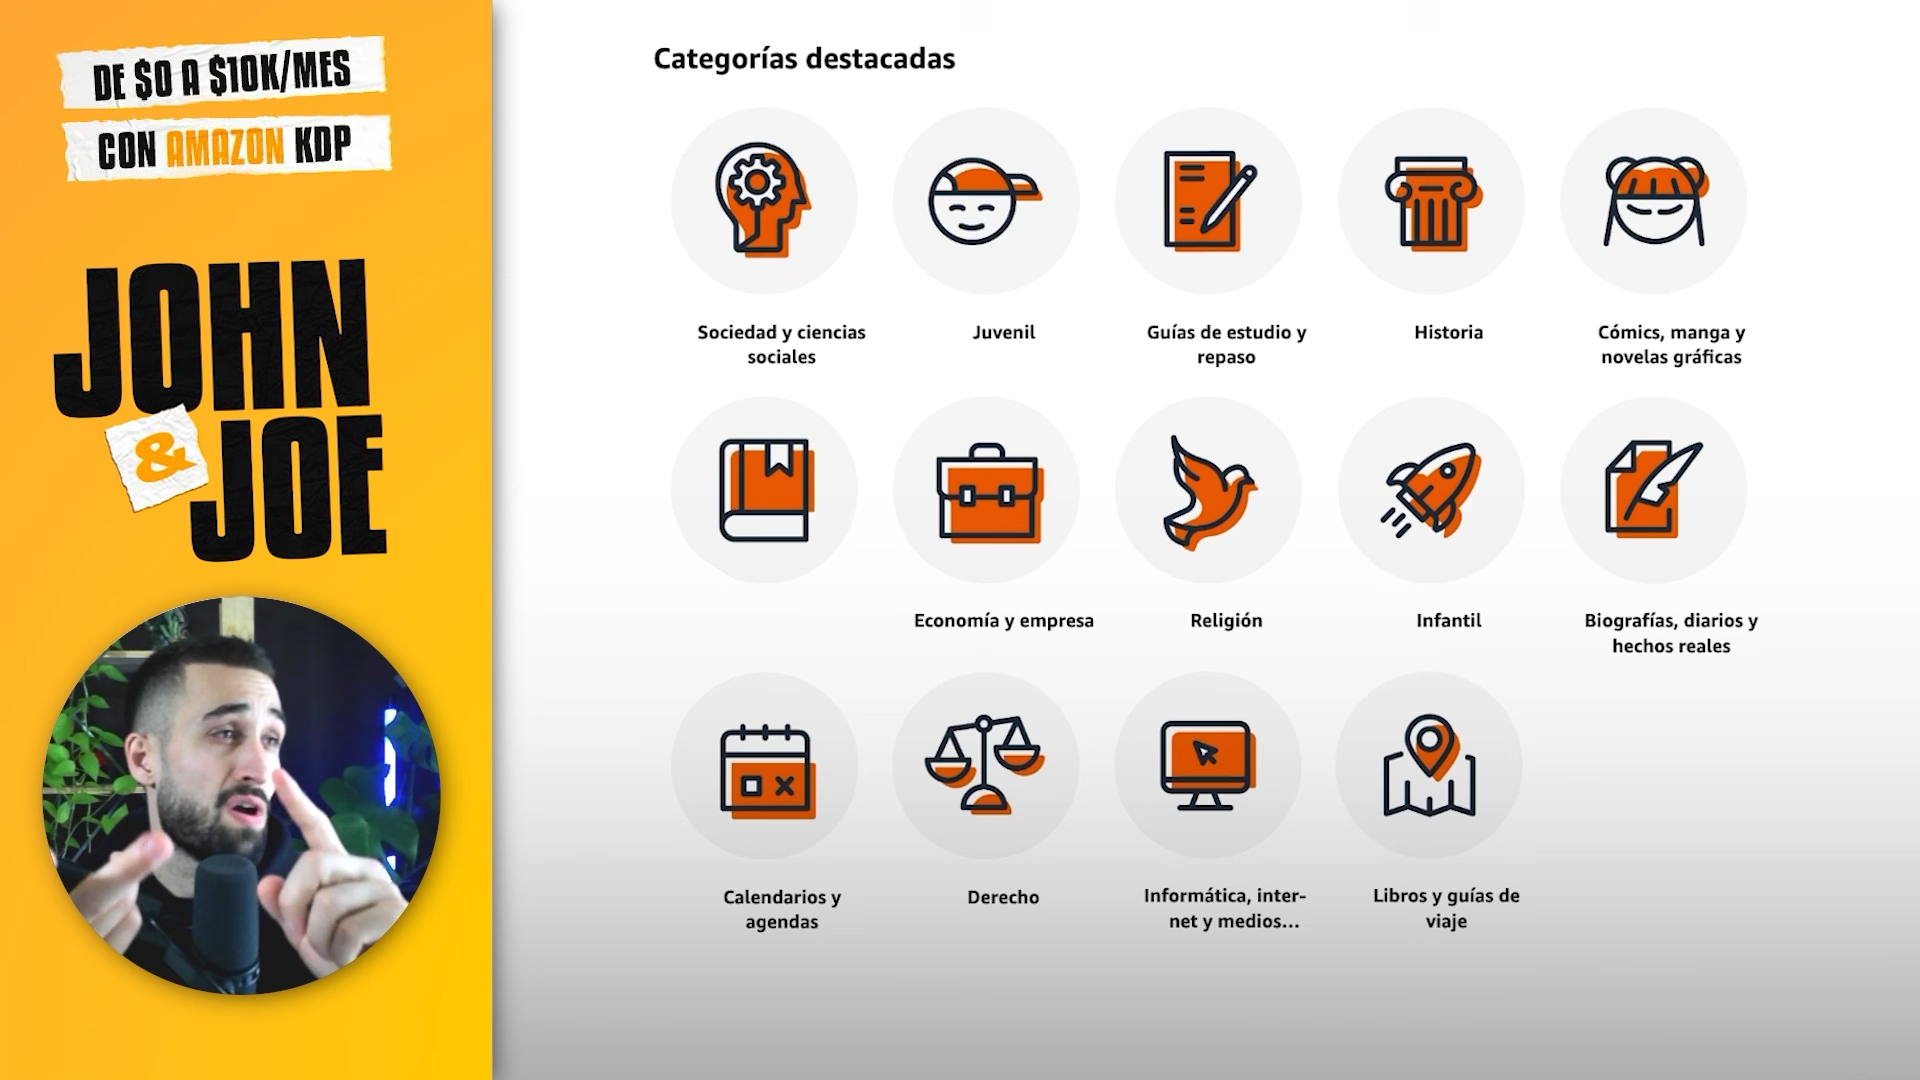 DE $0 A $10K/MES
CON AMAZON KDP
JOHN
&
JOE
Categorías destacadas
Sociedad y ciencias
sociales
Juvenil
Guías de estudio y
repaso
Historia
Cómics, manga y
novelas gráficas
Economía y empresa
Religión
Infantil
Biografías, diarios y
hechos reales
Calendarios y
agendas
Derecho
Informática, inter-
net y medios...
Libros y guías de
viaje